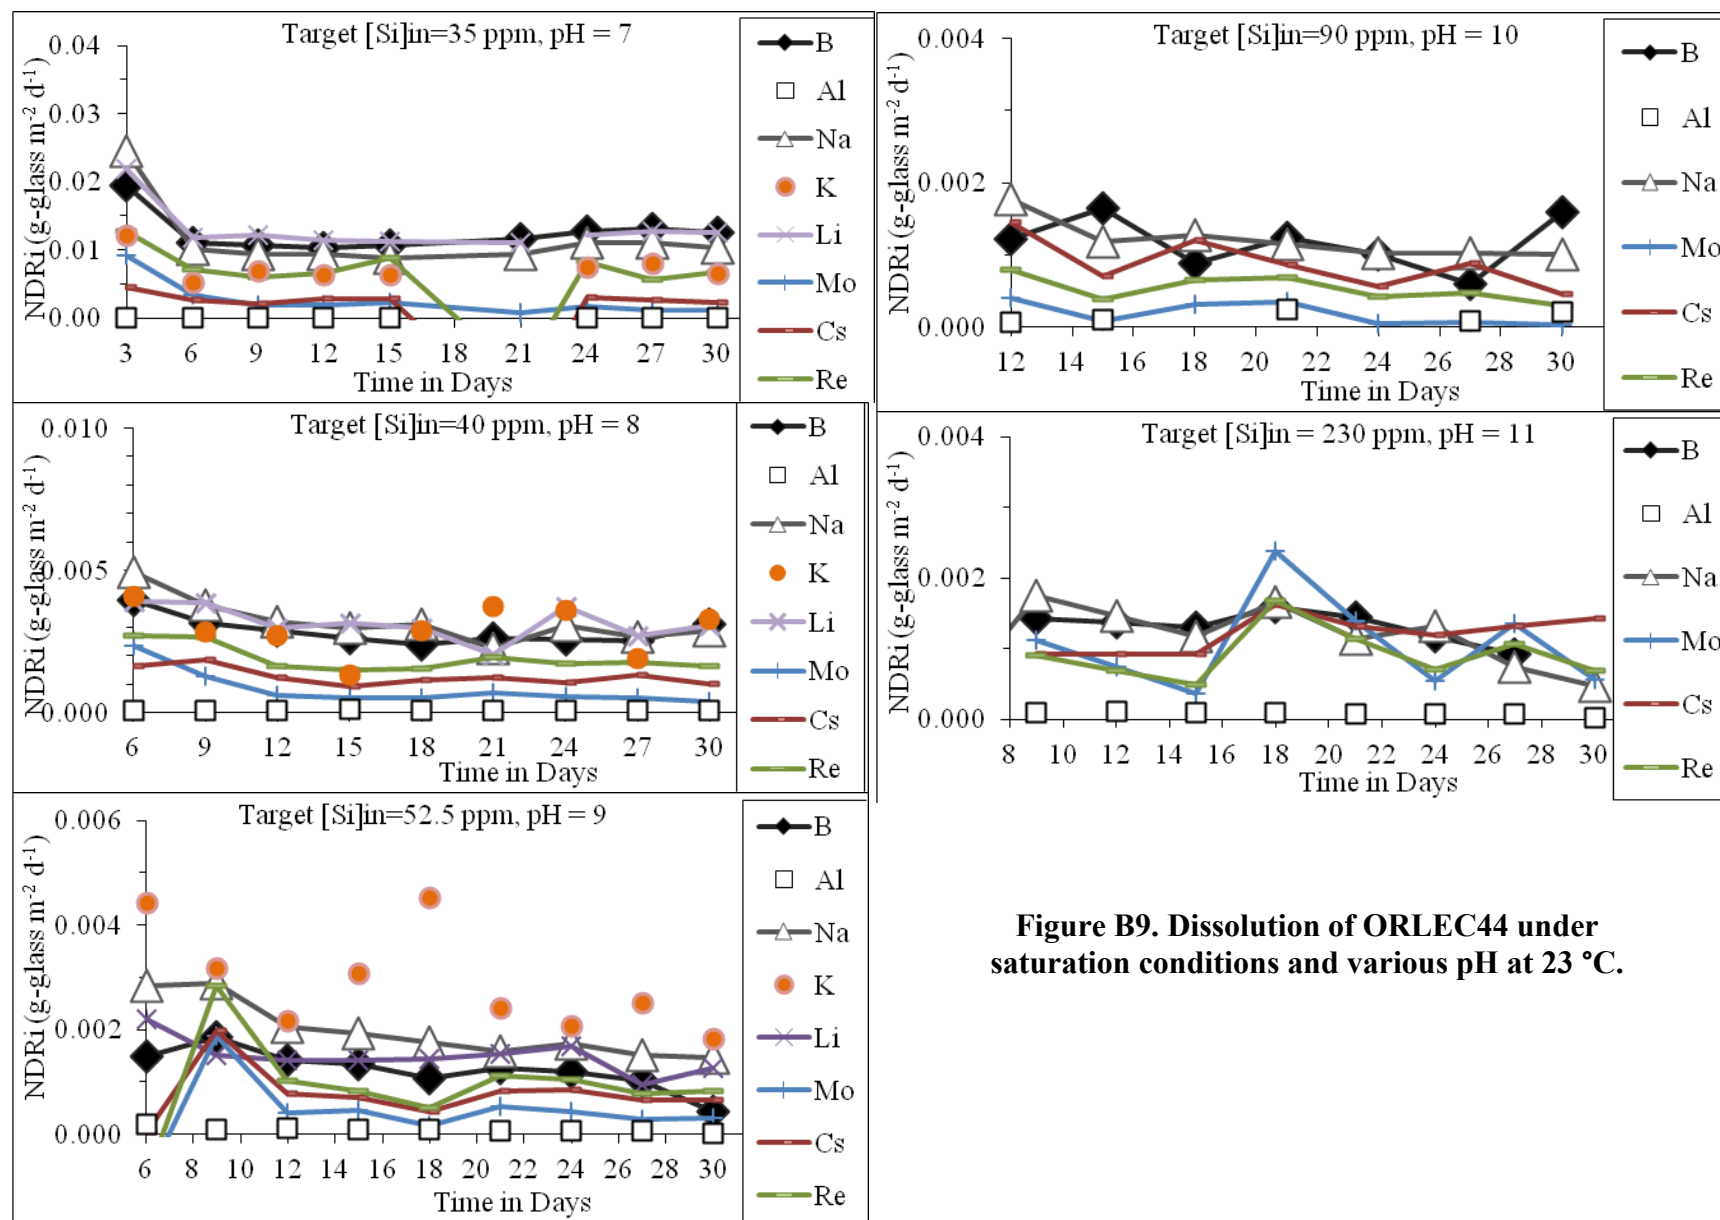 Target [Si]in=35 ppm, pH = 7
NDRi (g-glass m-2 d-1)
0.04
0.03
0.02
0.01
0.00
3 6 9 12 15 18 21 24 27 30
Time in Days
B
Al
Na
K
Li
Mo
Cs
Re
Target [Si]in=90 ppm, pH = 10
NDRi (g-glass m-2 d-1)
0.004
0.002
0.000
12 14 16 18 20 22 24 26 28 30
Time in Days
B
Al
Na
Mo
Cs
Re
Target [Si]in=40 ppm, pH = 8
NDRi (g-glass m-2 d-1)
0.010
0.005
0.000
6 9 12 15 18 21 24 27 30
Time in Days
B
Al
Na
K
Li
Mo
Cs
Re
Target [Si]in = 230 ppm, pH = 11
NDRi (g-glass m-2 d-1)
0.004
0.002
0.000
8 10 12 14 16 18 20 22 24 26 28 30
Time in Days
B
Al
Na
Mo
Cs
Re
Target [Si]in=52.5 ppm, pH = 9
NDRi (g-glass m-2 d-1)
0.006
0.004
0.002
0.000
6 8 10 12 14 16 18 20 22 24 26 28 30
Time in Days
B
Al
Na
K
Li
Mo
Cs
Re
Figure B9. Dissolution of ORLEC44 under
saturation conditions and various pH at 23 °C.